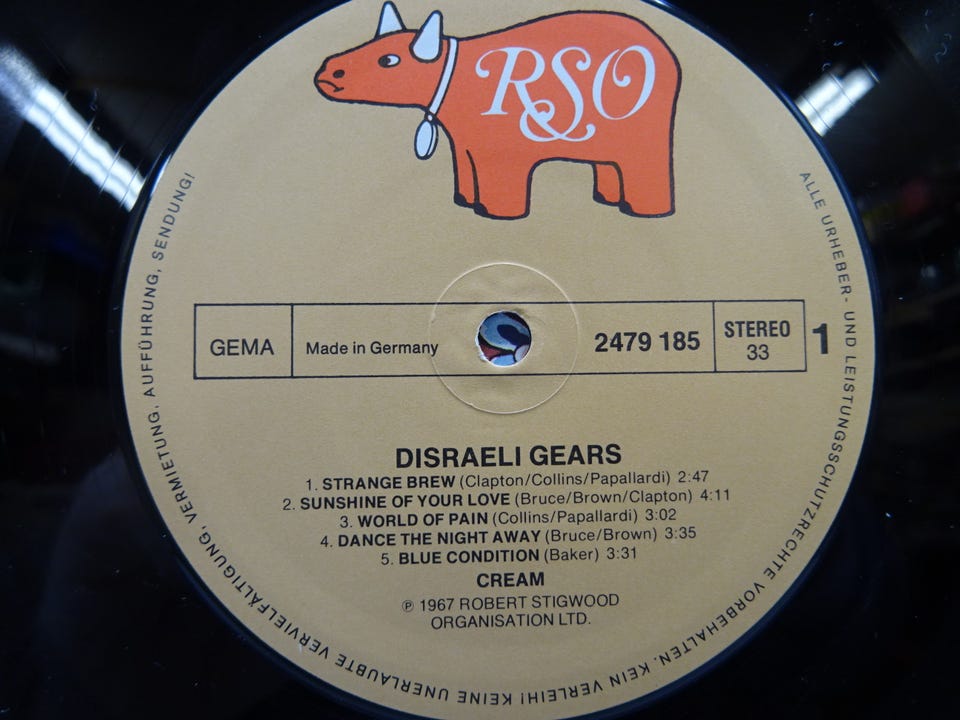 RSO
GEMA
Made in Germany
2479 185
STEREO
33
1
DISRAELI GEARS
1. STRANGE BREW (Clapton/Collins/Papallardi) 2:47
2. SUNSHINE OF YOUR LOVE (Bruce/Brown/Clapton) 4:11
3. WORLD OF PAIN (Collins/Papallardi) 3:02
4. DANCE THE NIGHT AWAY (Bruce/Brown) 3:35
5. BLUE CONDITION (Baker) 3:31
CREAM
℗ 1967 ROBERT STIGWOOD
ORGANISATION LTD.
ALLE URHEBER- UND LEISTUNGSSCHUTZRECHTE VORBEHALTEN. KEIN VERLEIH! KEINE UNERLAUBTE VERVIELFÄLTIGUNG, VERMIETUNG, AUFFÜHRUNG, SENDUNG!